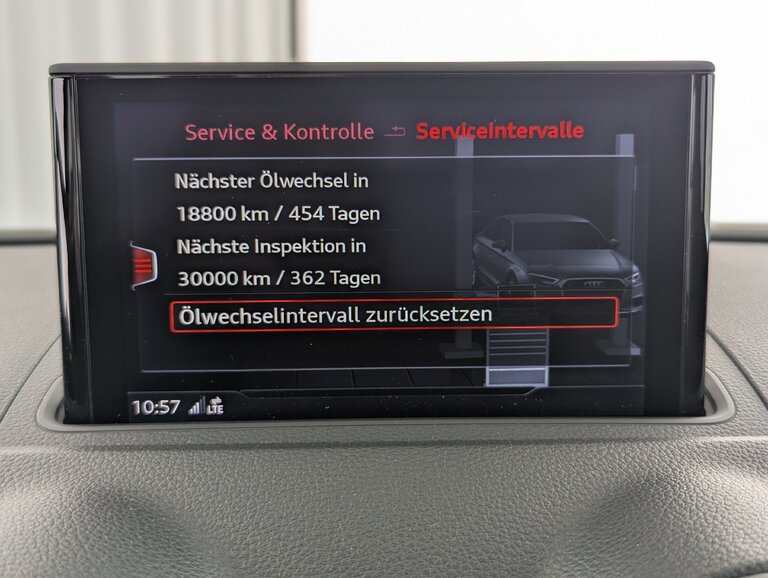 Service & Kontrolle Serviceintervalle
Nächster Ölwechsel in
18800 km / 454 Tagen
Nächste Inspektion in
30000 km / 362 Tagen
Ölwechselintervall zurücksetzen
10:57 LTE